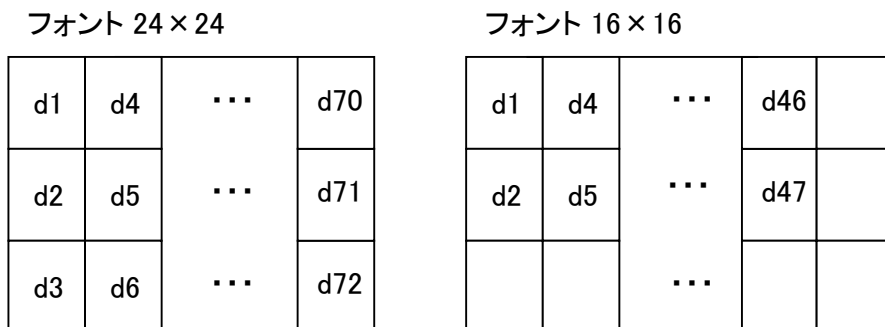 フォント 24×24
フォント 16×16
d1 d4 ・・・ d70
d2 d5 ・・・ d71
d3 d6 ・・・ d72
d1 d4 ・・・ d46
d2 d5 ・・・ d47
・・・